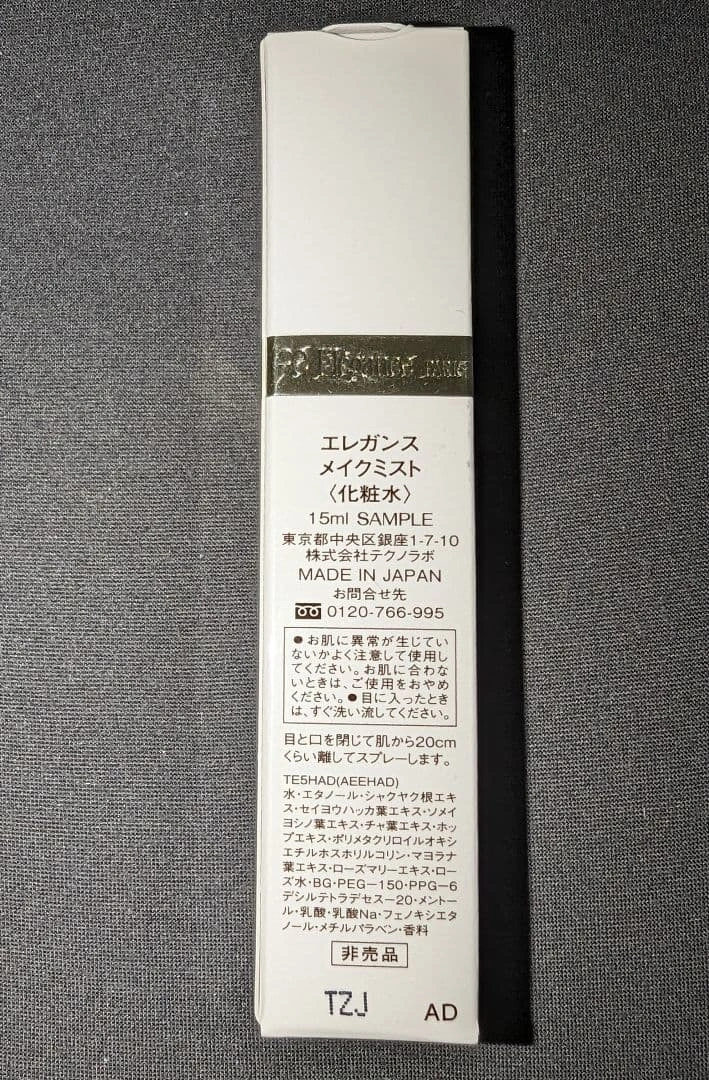 Elegance PARIS
エレガンス
メイクミスト
〈化粧水〉
15ml SAMPLE
東京都中央区銀座1-7-10
株式会社テクノラボ
MADE IN JAPAN
お問合せ先
0120-766-995
●お肌に異常が生じてい
ないかよく注意して使用し
てください。お肌に合わな
いときは、ご使用をおやめ
ください。●目に入ったとき
は、すぐ洗い流してください。
目と口を閉じて肌から20cm
くらい離してスプレーします。
TE5HAD(AEEHAD)
水・エタノール・シャクヤク根エキ
ス・セイヨウハッカ葉エキス・ソメイ
ヨシノ葉エキス・チャ葉エキス・ホッ
プエキス・ポリメタクリロイルオキシ
エチルホスホリルコリン・マヨラナ
葉エキス・ローズマリーエキス・ロー
ズ水・BG・PEG－150・PPG－6
デシルテトラデセス－20・メントー
ル・乳酸・乳酸Na・フェノキシエタ
ノール・メチルパラベン・香料
非売品
TZJ
AD